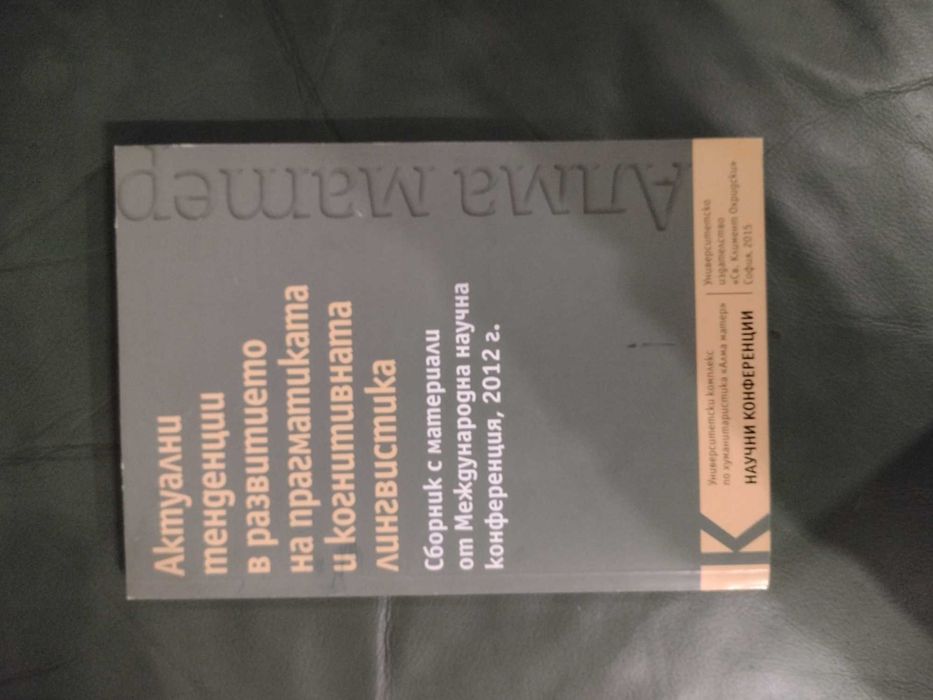 Алма матер
Актуални
тенденции
в развитието
на прагматиката
и когнитивната
лингвистика
Сборник с материали
от Международна научна
конференция, 2012 г.
К
Университетски комплекс
по хуманитаристика «Алма матер»
НАУЧНИ КОНФЕРЕНЦИИ
Университетско
издателство
«Св. Климент Охридски»
София, 2015